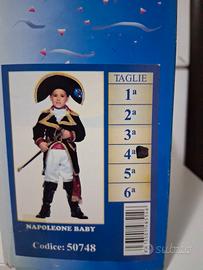 TAGLIE
1ª
2ª
3ª
4ª
5ª
6ª
NAPOLEONE BABY
Codice: 50748
subito